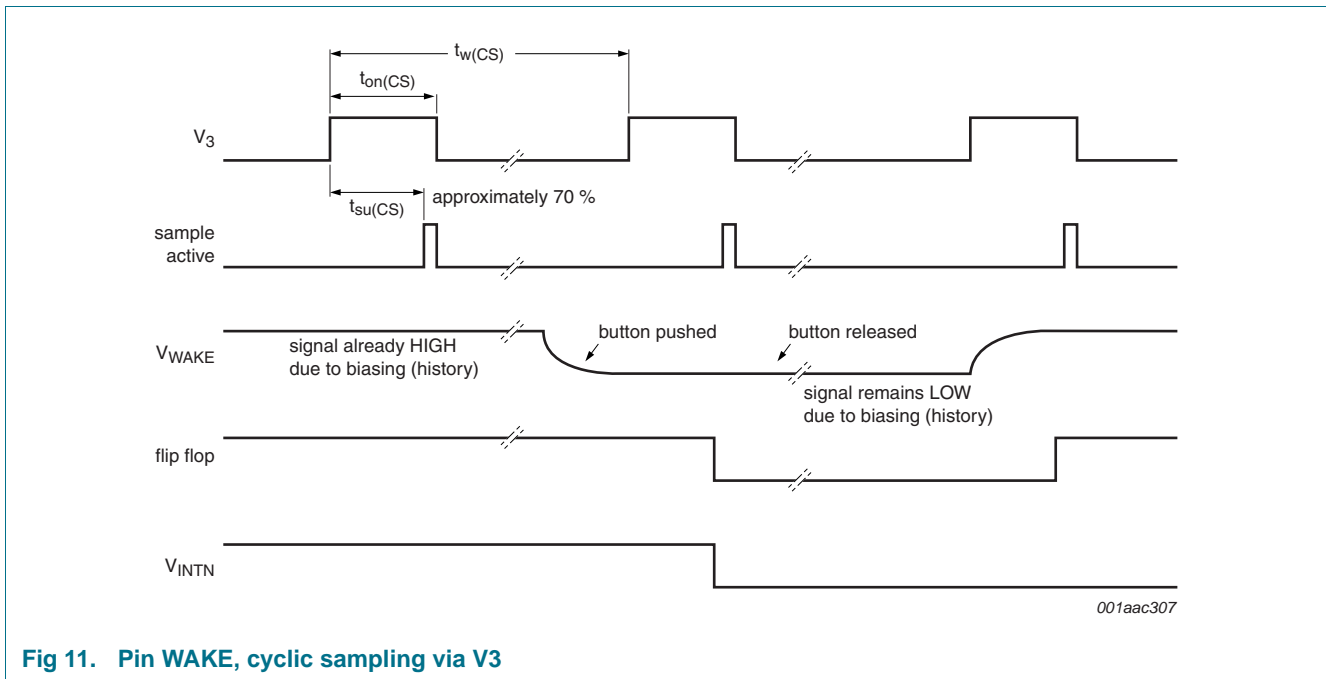 tw(CS)
ton(CS)
V3
tsu(CS)
approximately 70 %
sample
active
VWAKE
signal already HIGH
due to biasing (history)
button pushed
button released
signal remains LOW
due to biasing (history)
flip flop
VINTN
001aac307
Fig 11. Pin WAKE, cyclic sampling via V3